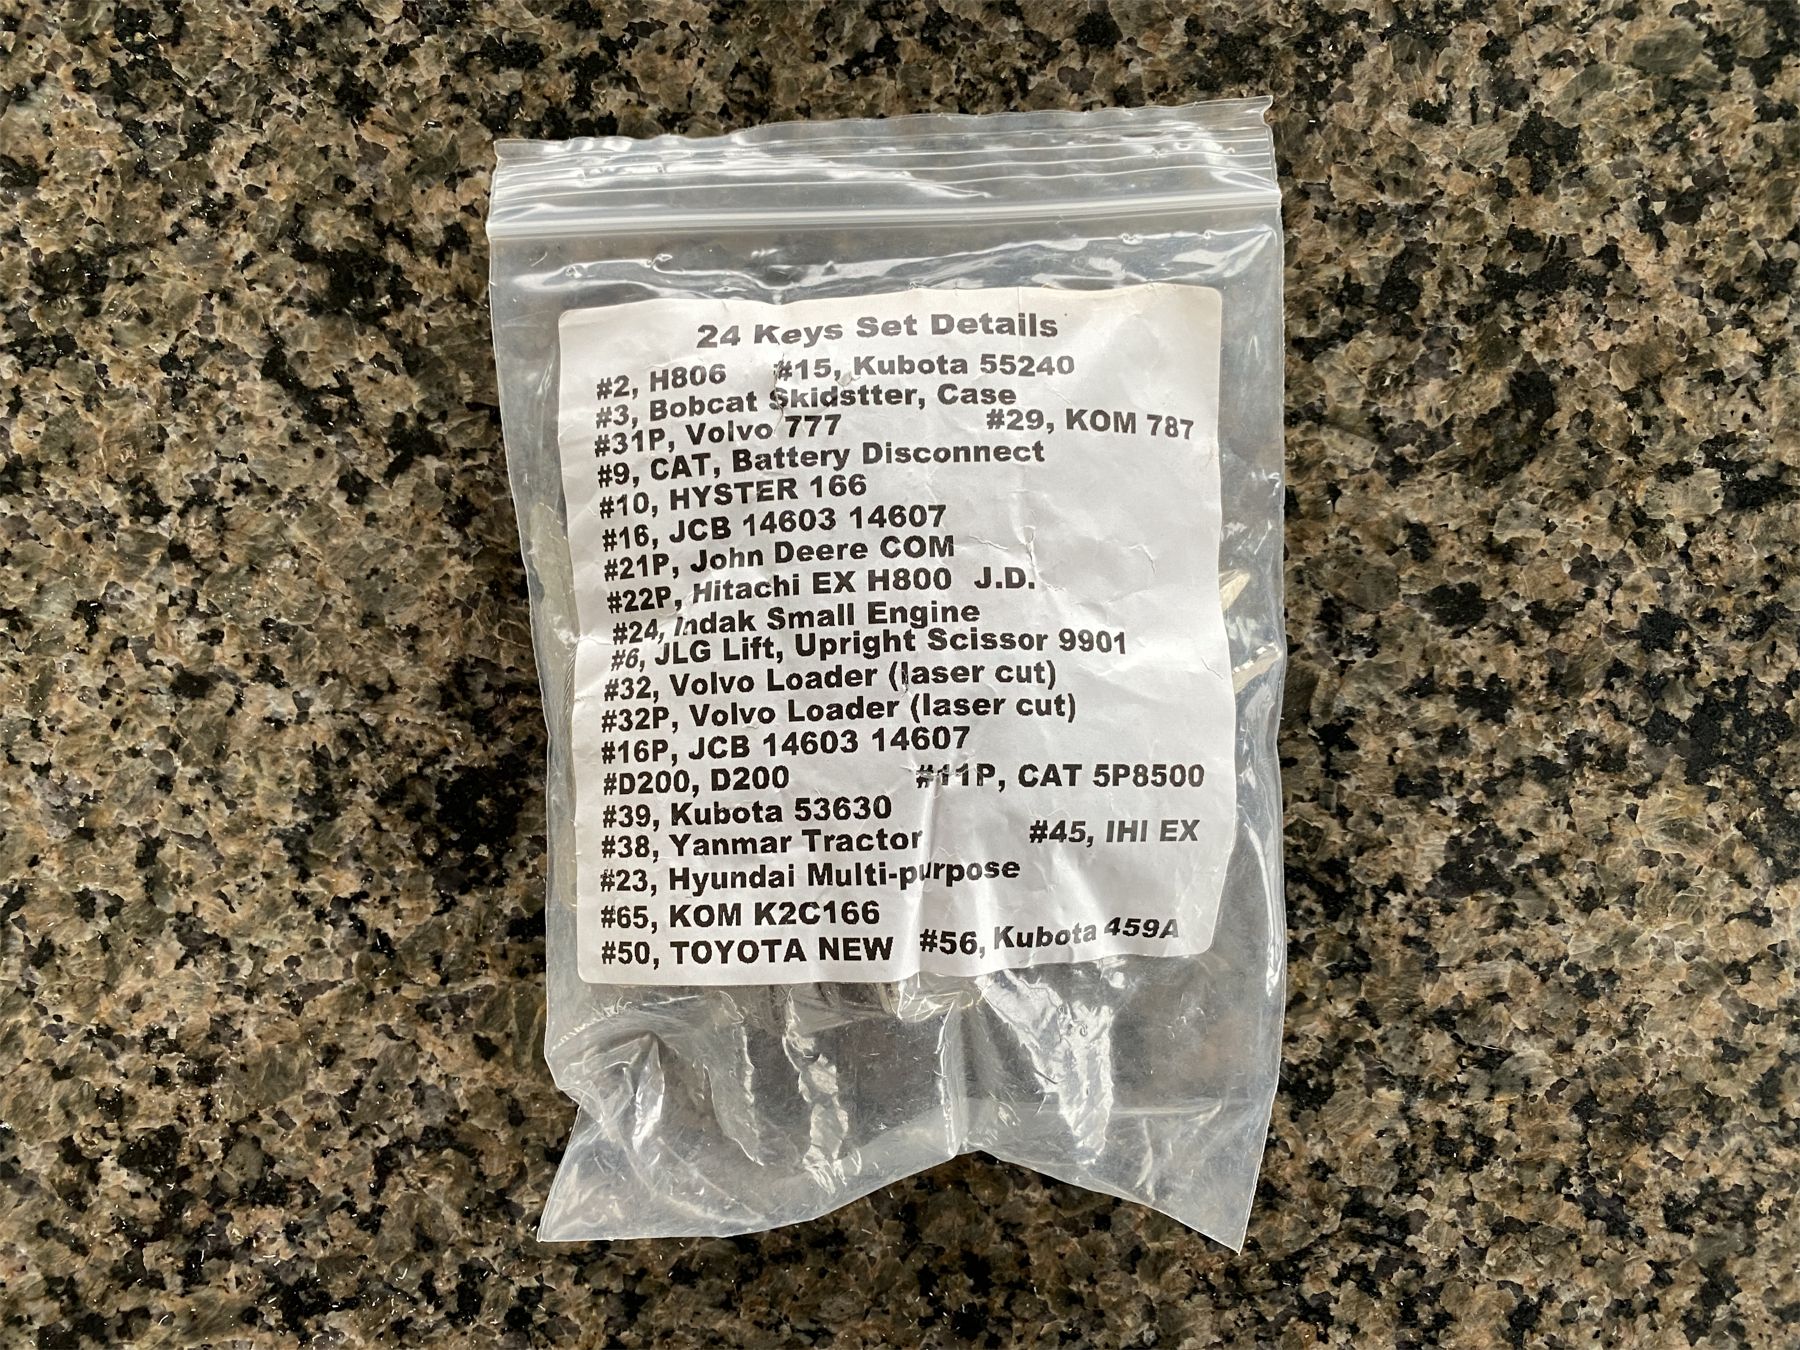 24 Keys Set Details
#2, H806 #15, Kubota 55240
#3, Bobcat Skidstter, Case
#31P, Volvo 777 #29, KOM 787
#9, CAT, Battery Disconnect
#10, HYSTER 166
#16, JCB 14603 14607
#21P, John Deere COM
#22P, Hitachi EX H800 J.D.
#24, Indak Small Engine
#6, JLG Lift, Upright Scissor 9901
#32, Volvo Loader (laser cut)
#32P, Volvo Loader (laser cut)
#16P, JCB 14603 14607
#D200, D200 #11P, CAT 5P8500
#39, Kubota 53630
#38, Yanmar Tractor #45, IHI EX
#23, Hyundai Multi-purpose
#65, KOM K2C166
#50, TOYOTA NEW #56, Kubota 459A